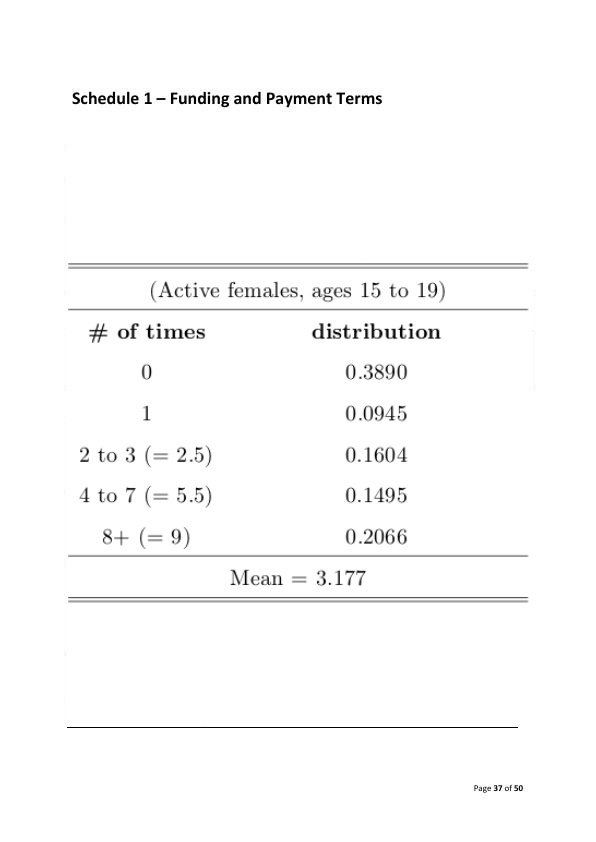 Schedule 1 – Funding and Payment Terms
(Active females, ages 15 to 19)
# of times distribution
0 0.3890
1 0.0945
2 to 3 (= 2.5) 0.1604
4 to 7 (= 5.5) 0.1495
8+ (= 9) 0.2066
Mean = 3.177
Page 37 of 50